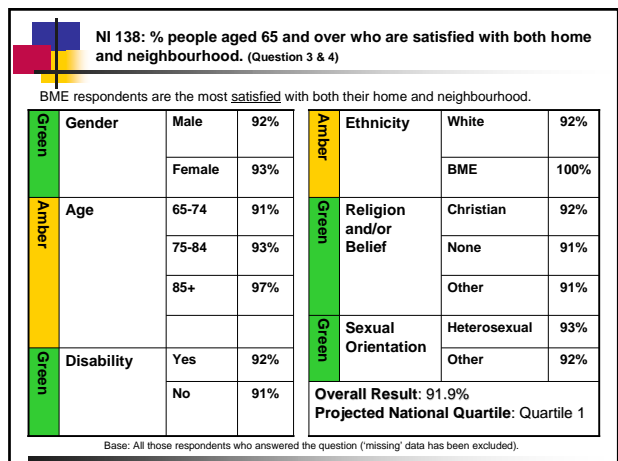 NI 138: % people aged 65 and over who are satisfied with both home
and neighbourhood. (Question 3 & 4)
BME respondents are the most satisfied with both their home and neighbourhood.
Green Gender Male 92%
Female 93%
Amber Age 65-74 91%
75-84 93%
85+ 97%
Green Disability Yes 92%
No 91%
Amber Ethnicity White 92%
BME 100%
Green Religion Christian 92%
and/or
Belief None 91%
Other 91%
Green Sexual Heterosexual 93%
Orientation Other 92%
Overall Result: 91.9%
Projected National Quartile: Quartile 1
Base: All those respondents who answered the question ('missing' data has been excluded).